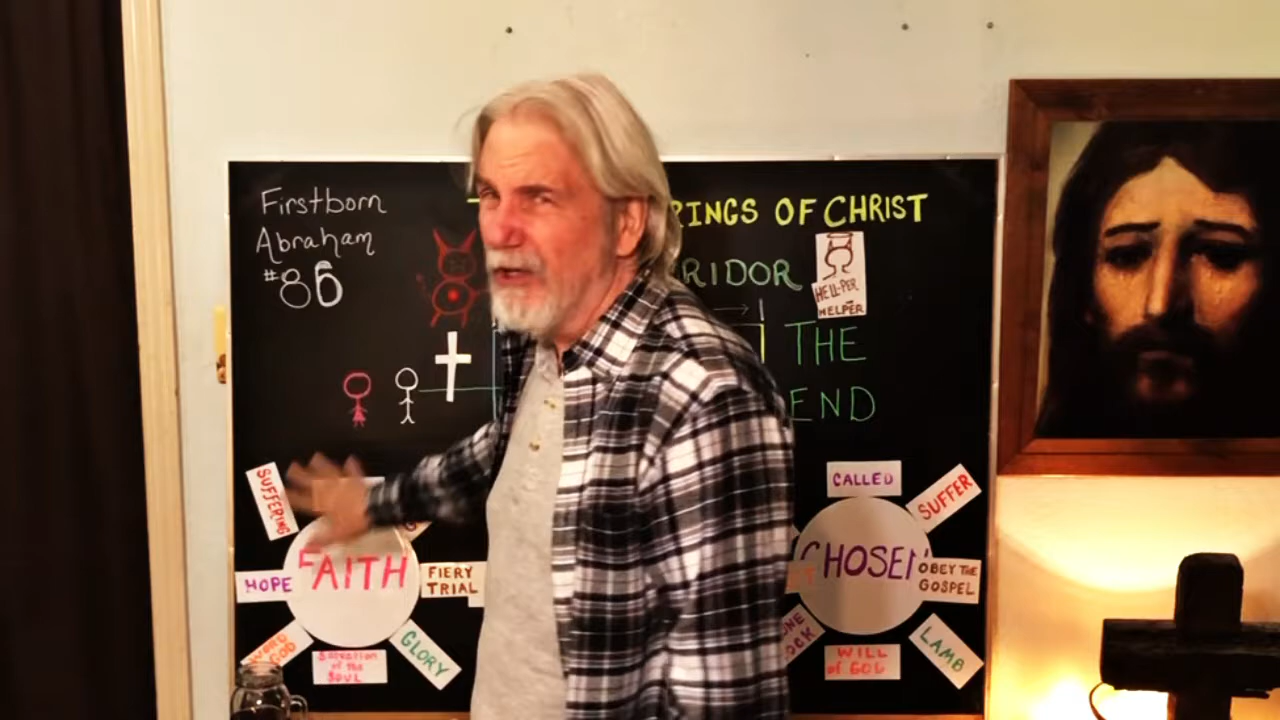 Firstborn
Abraham
#86
RINGS OF CHRIST
RIDOR
HELL-PER
HELPER
THE
END
SUFFERING
FAITH
HOPE
FIERY
TRIAL
GOD
Salvation
of the
SOUL
GLORY
CALLED
SUFFER
CHOSEN
OBEY THE
GOSPEL
LAMB
WILL
of GOD